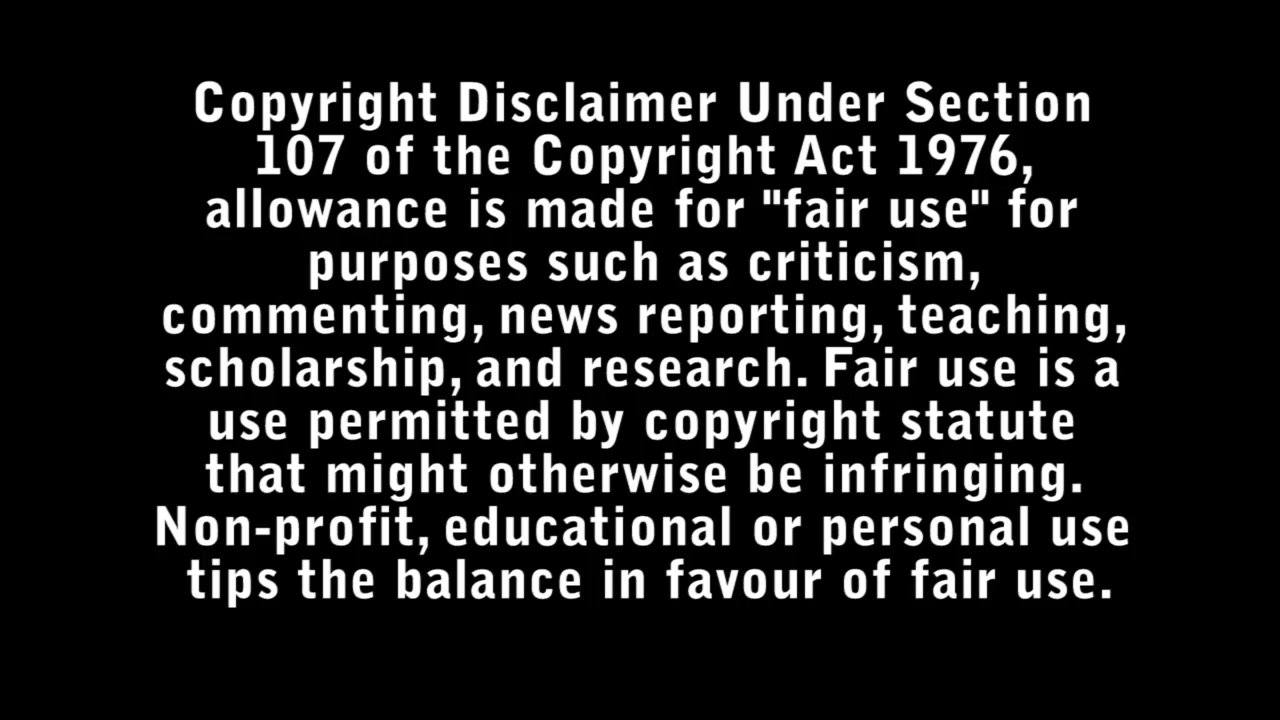 Copyright Disclaimer Under Section
107 of the Copyright Act 1976,
allowance is made for "fair use" for
purposes such as criticism,
commenting, news reporting, teaching,
scholarship, and research. Fair use is a
use permitted by copyright statute
that might otherwise be infringing.
Non-profit, educational or personal use
tips the balance in favour of fair use.